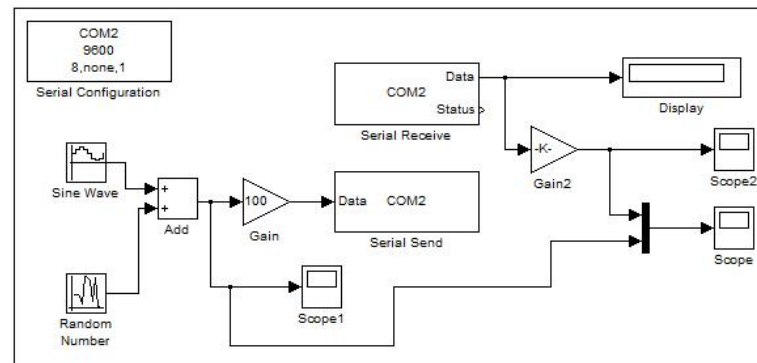 COM2
9600
8,none,1
Serial Configuration
Data
COM2
Status
Serial Receive
Display
-K-
Gain2
Scope2
Sine Wave
+
+
Add
100
Gain
Data
COM2
Serial Send
Scope
Scope1
Random
Number